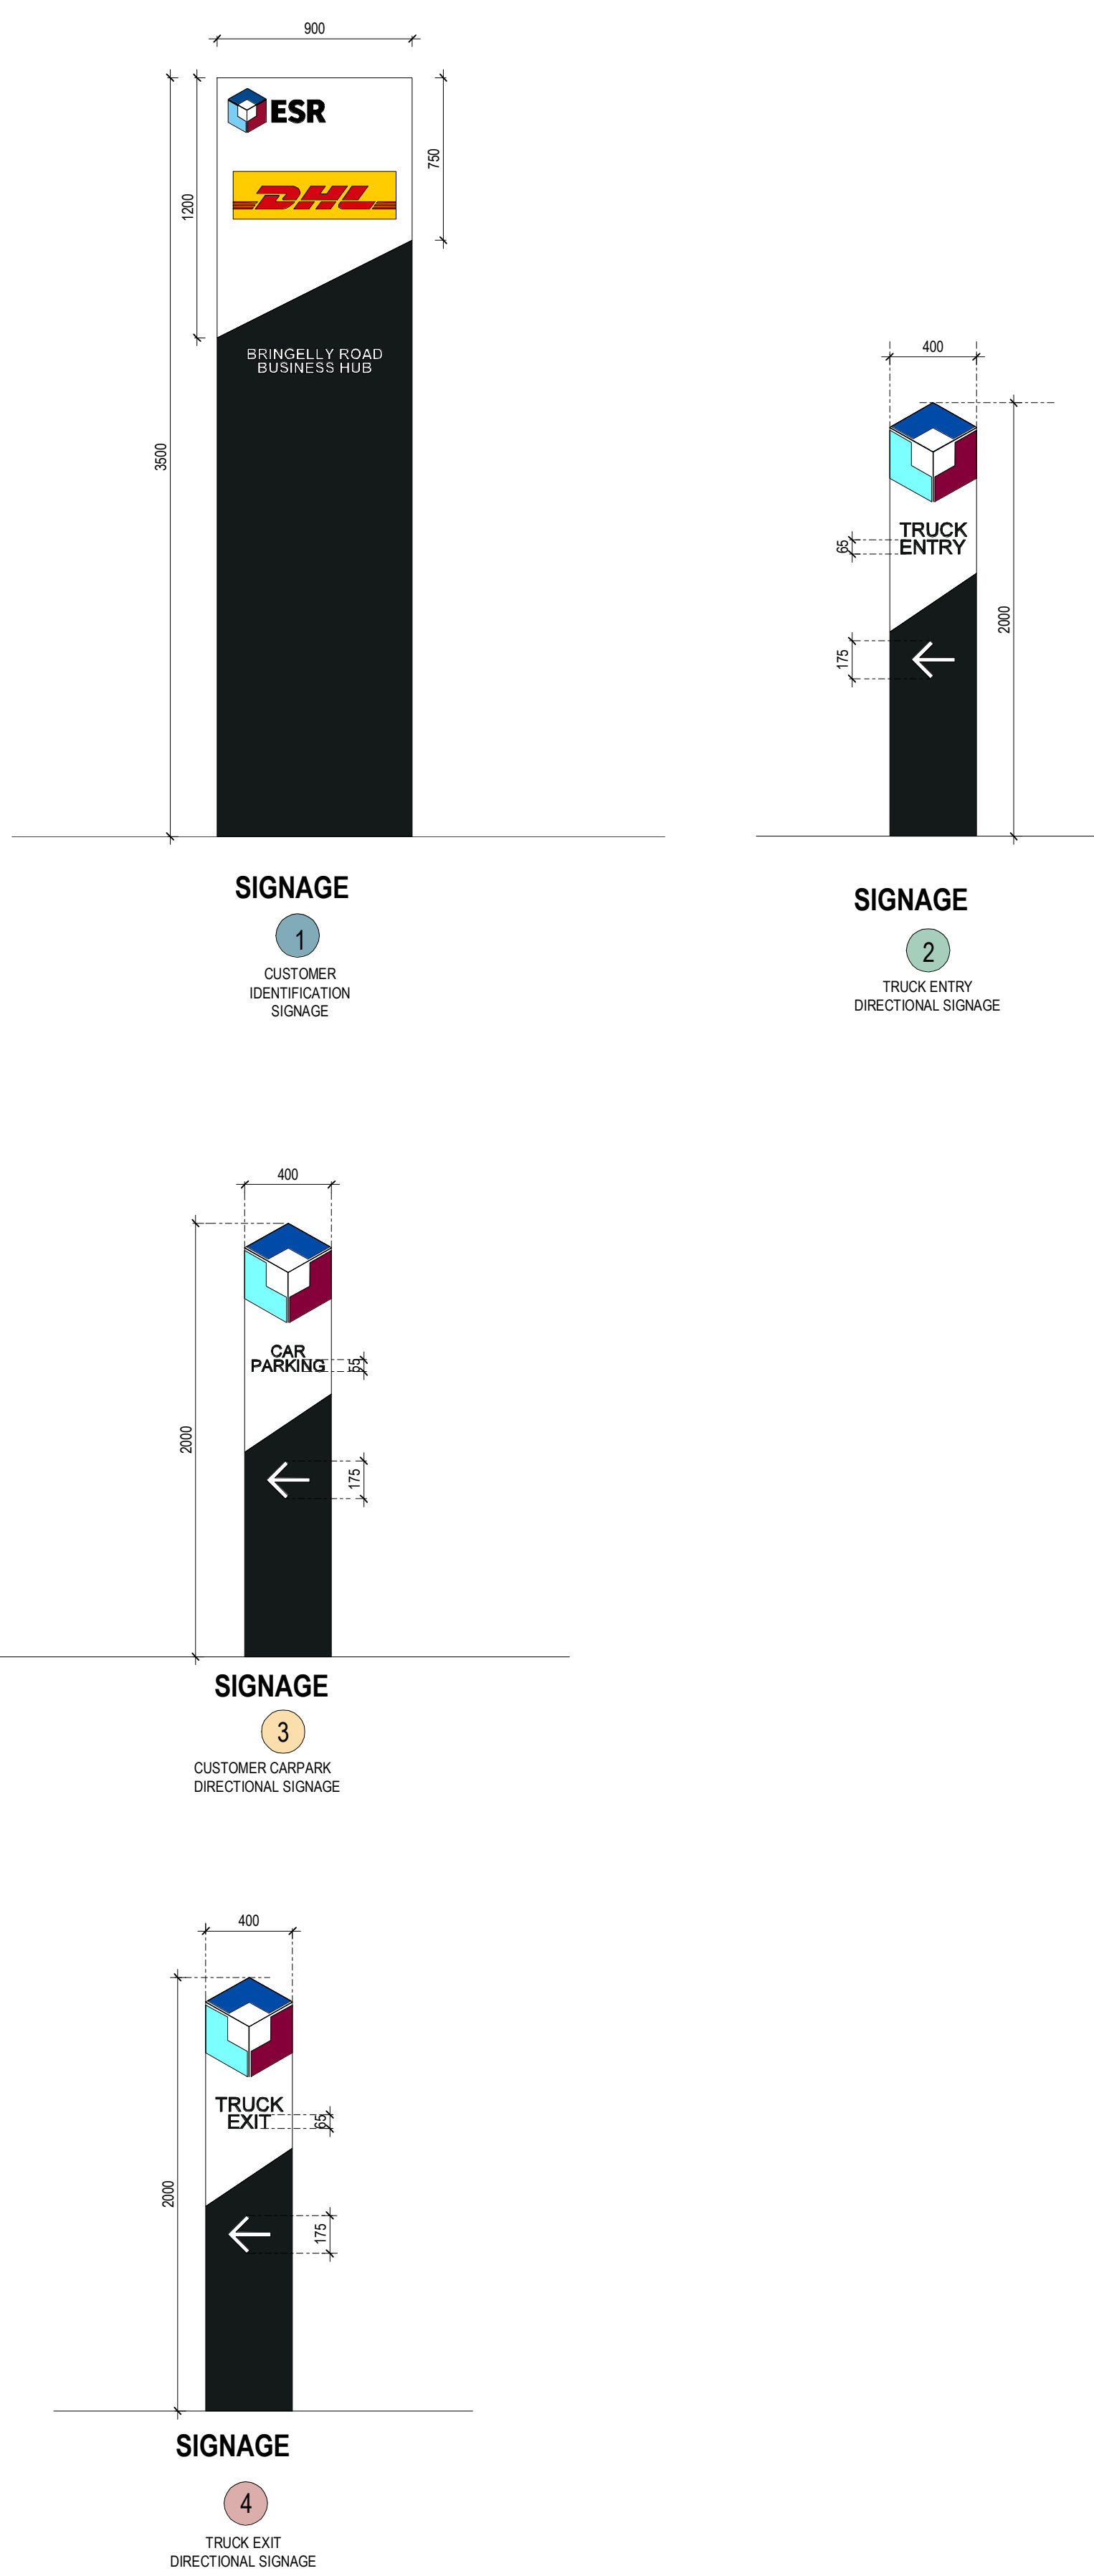 900
ESR
750
DHL
1200
BRINGELLY ROAD
BUSINESS HUB
3500
SIGNAGE
1
CUSTOMER
IDENTIFICATION
SIGNAGE
400
TRUCK
ENTRY
65
2000
175
SIGNAGE
2
TRUCK ENTRY
DIRECTIONAL SIGNAGE
400
CAR
PARKING
65
2000
175
SIGNAGE
3
CUSTOMER CARPARK
DIRECTIONAL SIGNAGE
400
TRUCK
EXIT
65
2000
175
SIGNAGE
4
TRUCK EXIT
DIRECTIONAL SIGNAGE